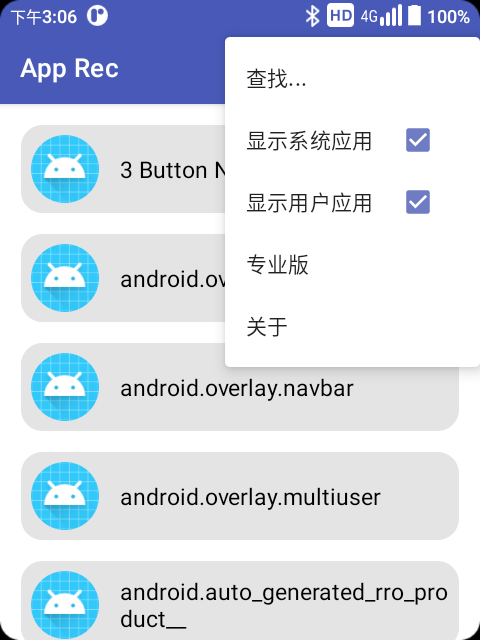 下午3:06 HD 4G 100%
App Rec
查找...
显示系统应用
显示用户应用
专业版
关于
3 Button N
android.ov
android.overlay.navbar
android.overlay.multiuser
android.auto_generated_rro_pro
duct__